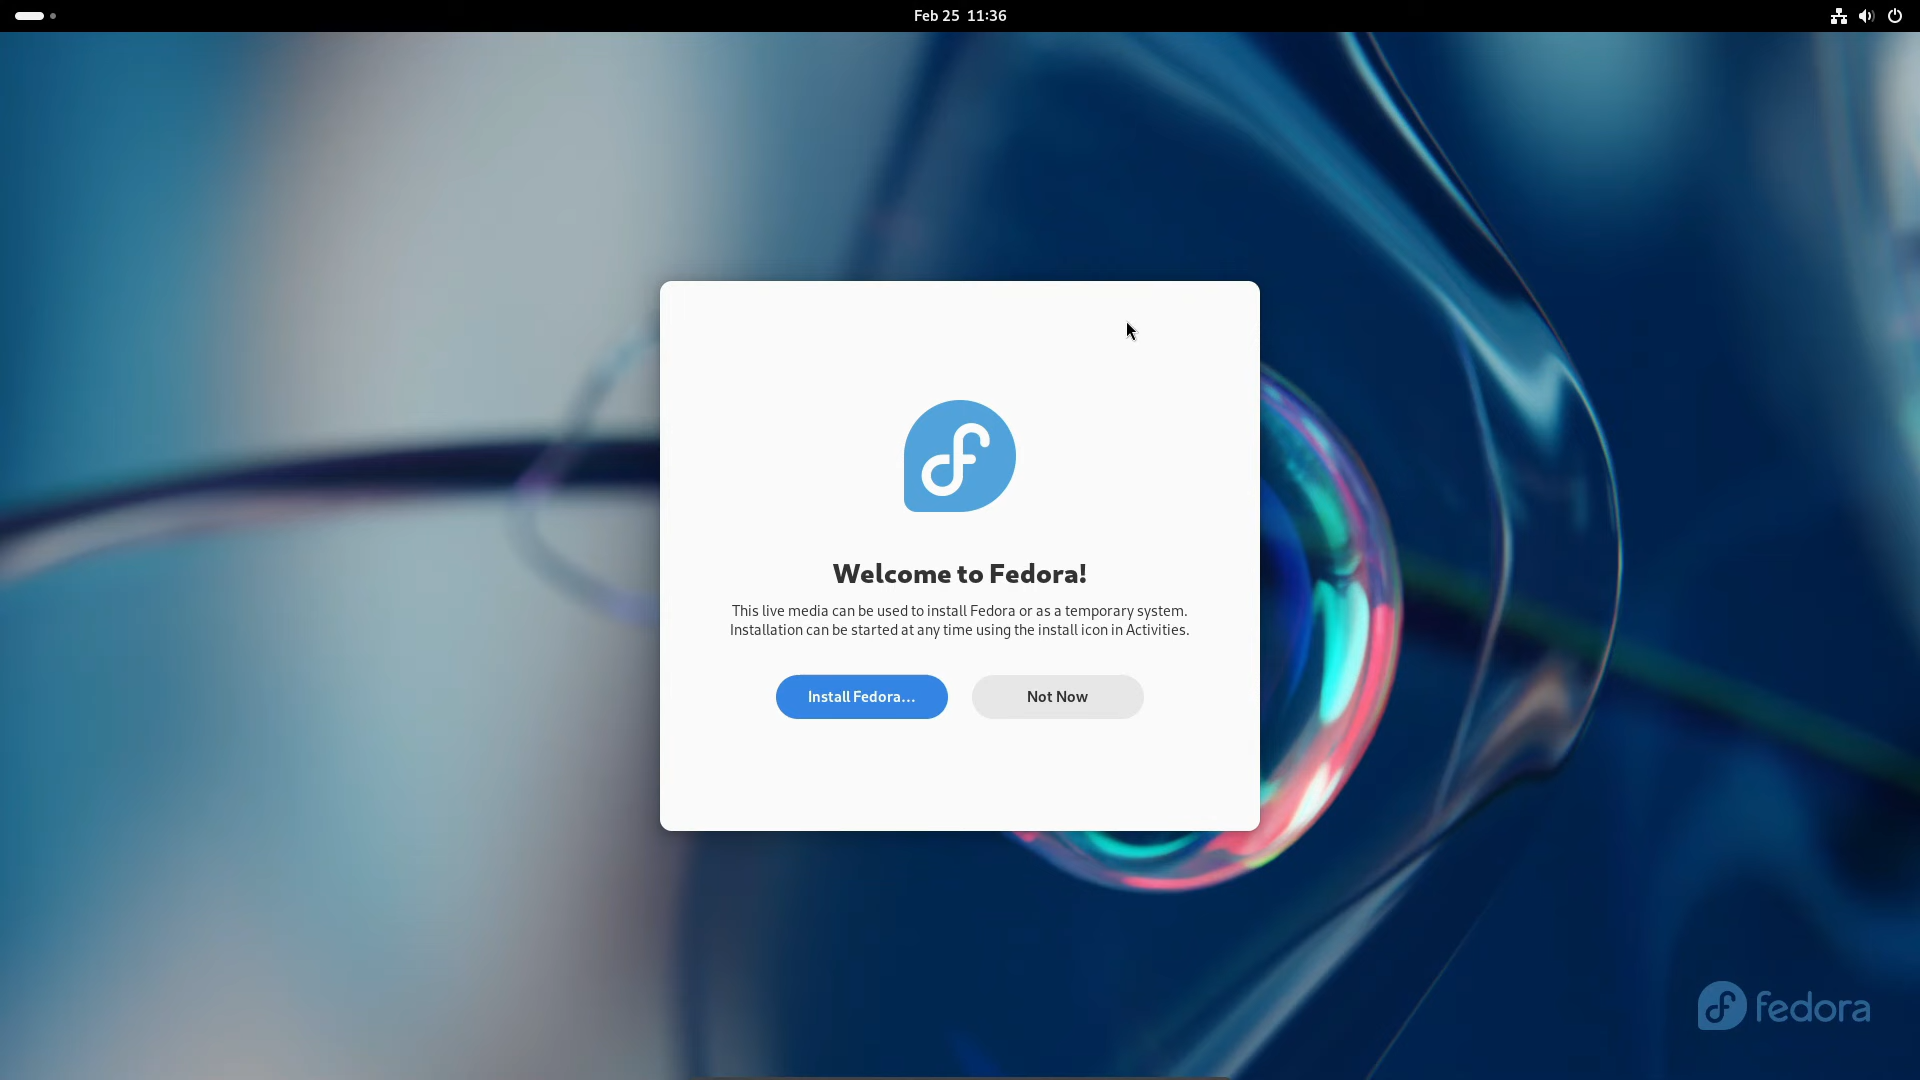 Feb 25 11:36
Welcome to Fedora!
This live media can be used to install Fedora or as a temporary system.
Installation can be started at any time using the install icon in Activities.
Install Fedora...
Not Now
fedora